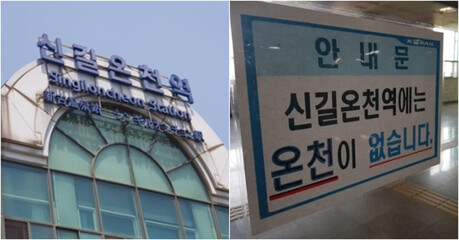 신길온천역
Singiloncheon Station
안내문
신길온천역에는
온천이 없습니다.